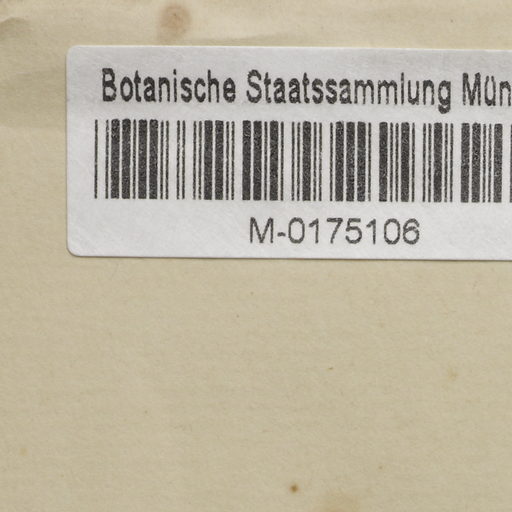 Botanische Staatssammlung Mün
M-0175106